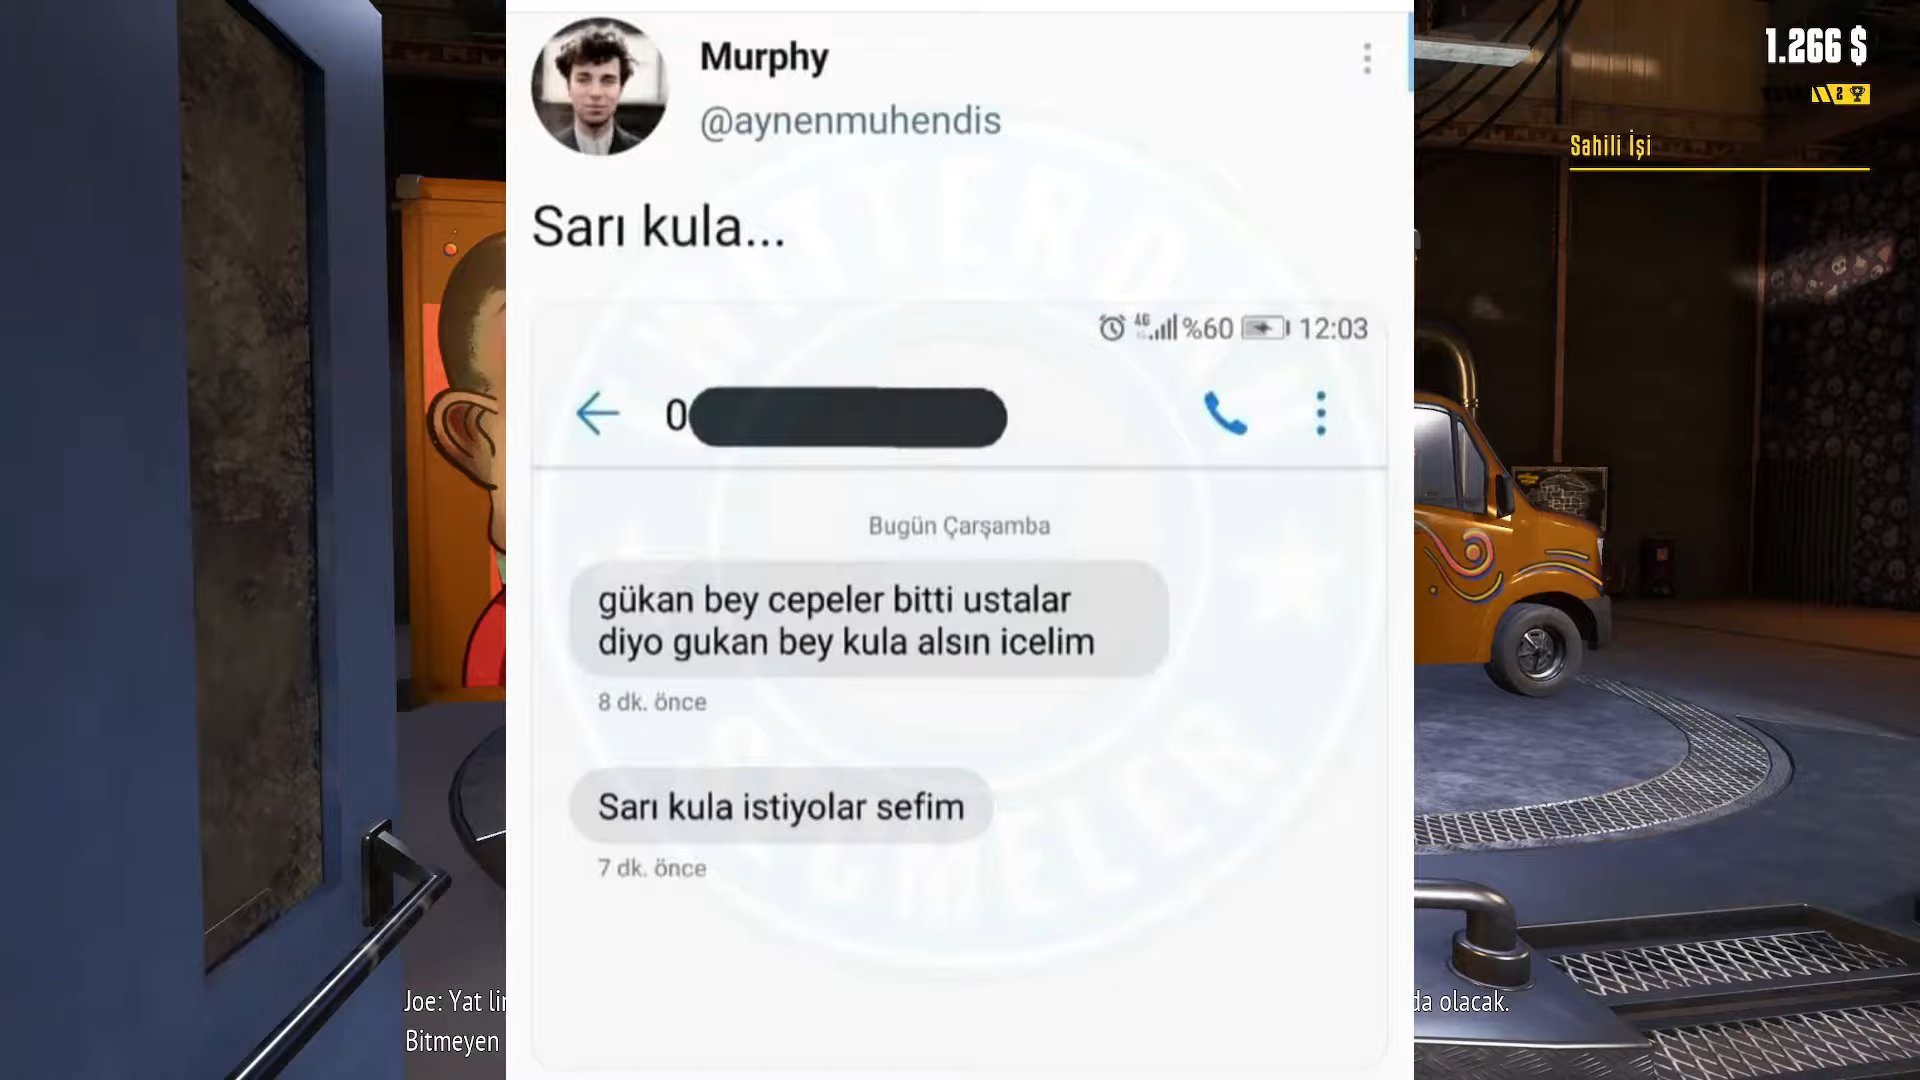 Murphy
@aynenmuhendis
Sarı kula...
4G %60 12:03
0
Bugün Çarşamba
gükan bey cepeler bitti ustalar
diyo gukan bey kula alsın icelim
8 dk. önce
Sarı kula istiyolar sefim
7 dk. önce
1.266 $
2
Sahili İşi
Joe: Yat
da olacak.
Bitmeyen